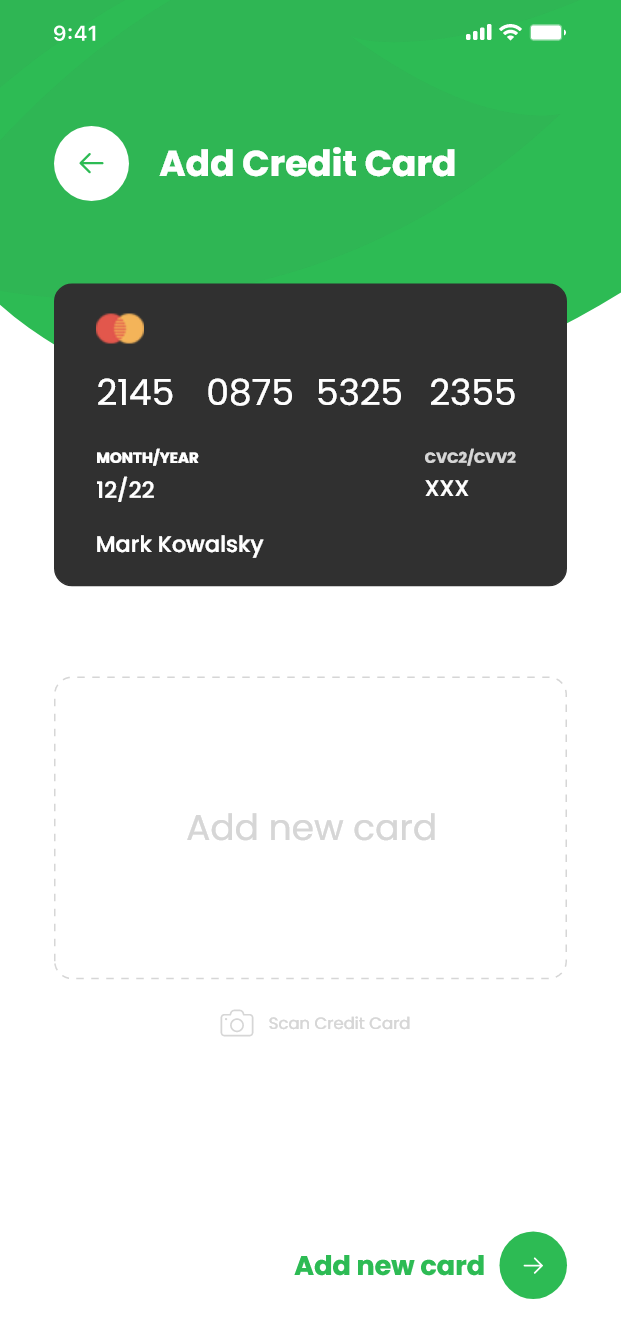 9:41
Add Credit Card
2145 0875 5325 2355
MONTH/YEAR CVC2/CVV2
12/22 XXX
Mark Kowalsky
Add new card
Scan Credit Card
Add new card